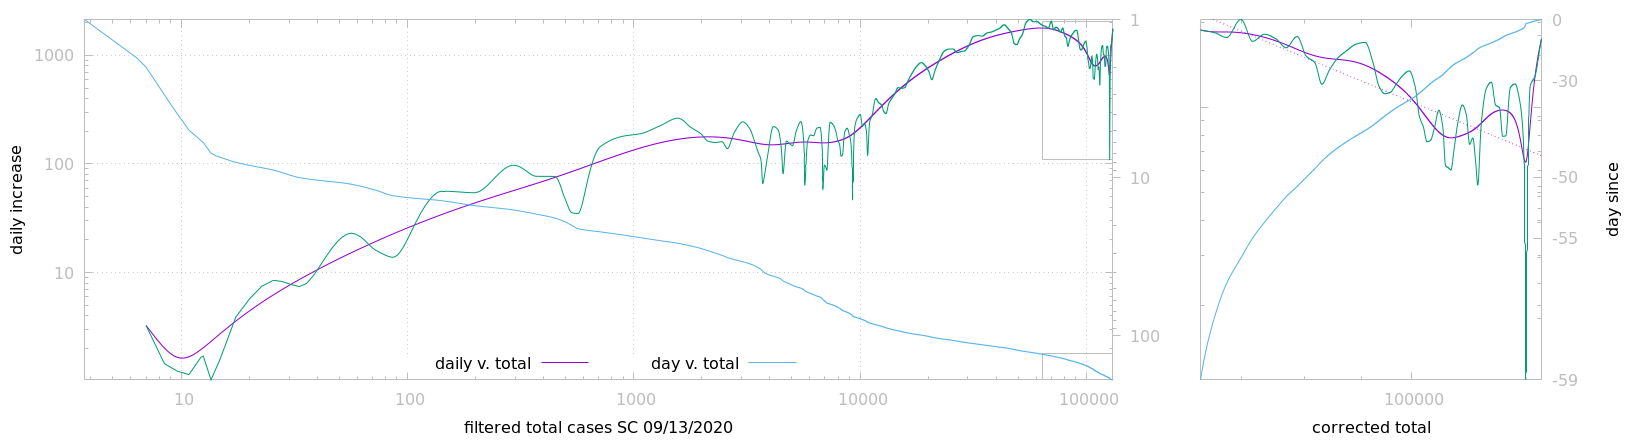 1000
100
10
daily increase
daily v. total
day v. total
10
100
1000
10000
100000
filtered total cases SC 09/13/2020
1
10
100
100000
corrected total
0
-30
-50
-55
-59
day since